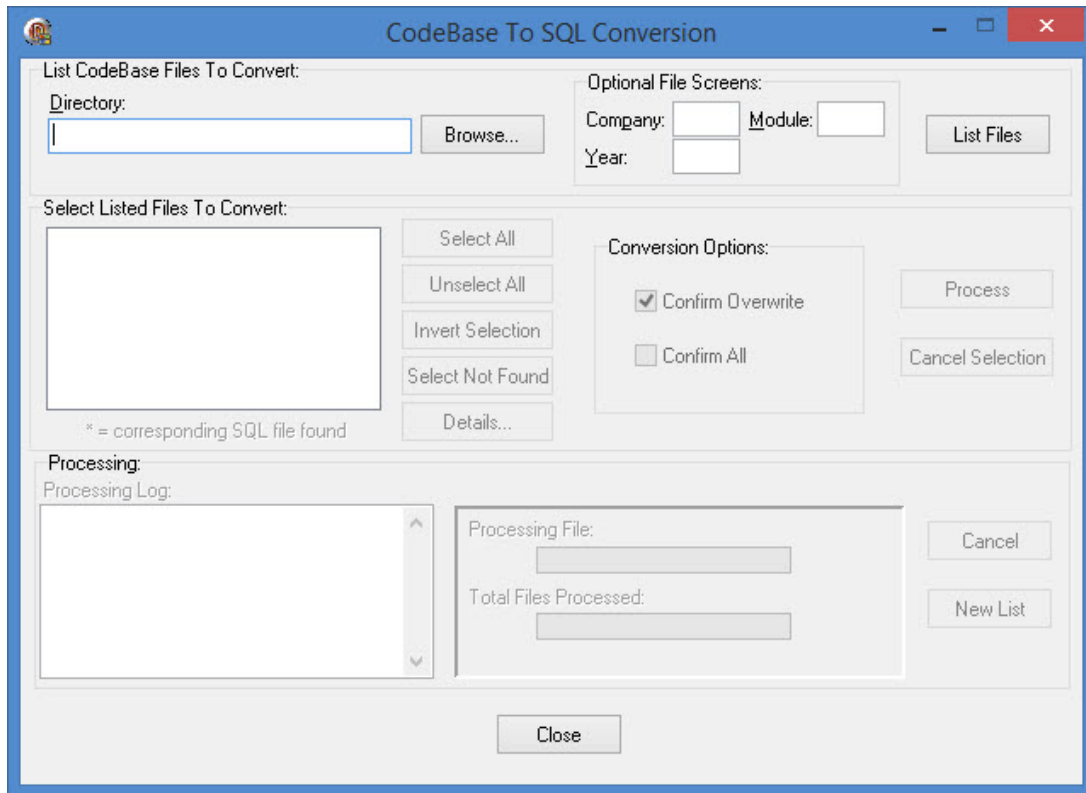 CodeBase To SQL Conversion
List CodeBase Files To Convert:
Directory:
Browse...
Optional File Screens:
Company:
Module:
Year:
List Files
Select Listed Files To Convert:
Select All
Unselect All
Invert Selection
Select Not Found
Details...
* = corresponding SQL file found
Conversion Options:
Confirm Overwrite
Confirm All
Process
Cancel Selection
Processing:
Processing Log:
Processing File:
Total Files Processed:
Cancel
New List
Close